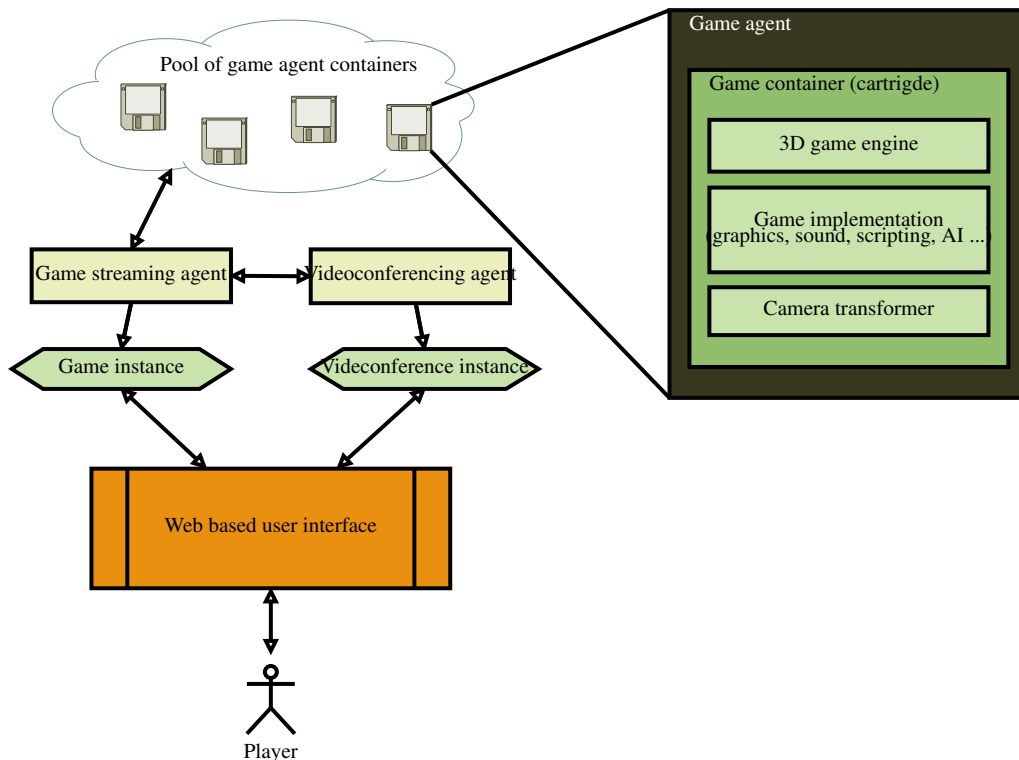 Pool of game agent containers
Game agent
Game container (cartrigde)
3D game engine
Game implementation
(graphics, sound, scripting, AI ...)
Camera transformer
Game streaming agent
Videoconferencing agent
Game instance
Videconference instance
Web based user interface
Player